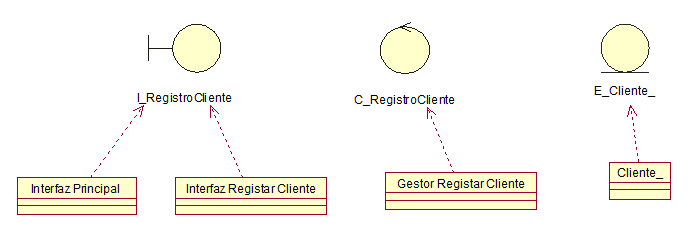 I_RegistroCliente
C_RegistroCliente
E_Cliente_
Interfaz Principal
Interfaz Registar Cliente
Gestor Registar Cliente
Cliente_